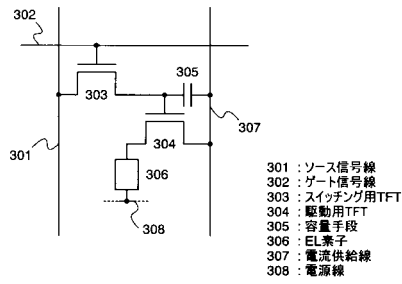 302
305
303
307
304
301
306
308
301：ソース信号線
302：ゲート信号線
303：スイッチング用TFT
304：駆動用TFT
305：容量手段
306：EL素子
307：電流供給線
308：電源線